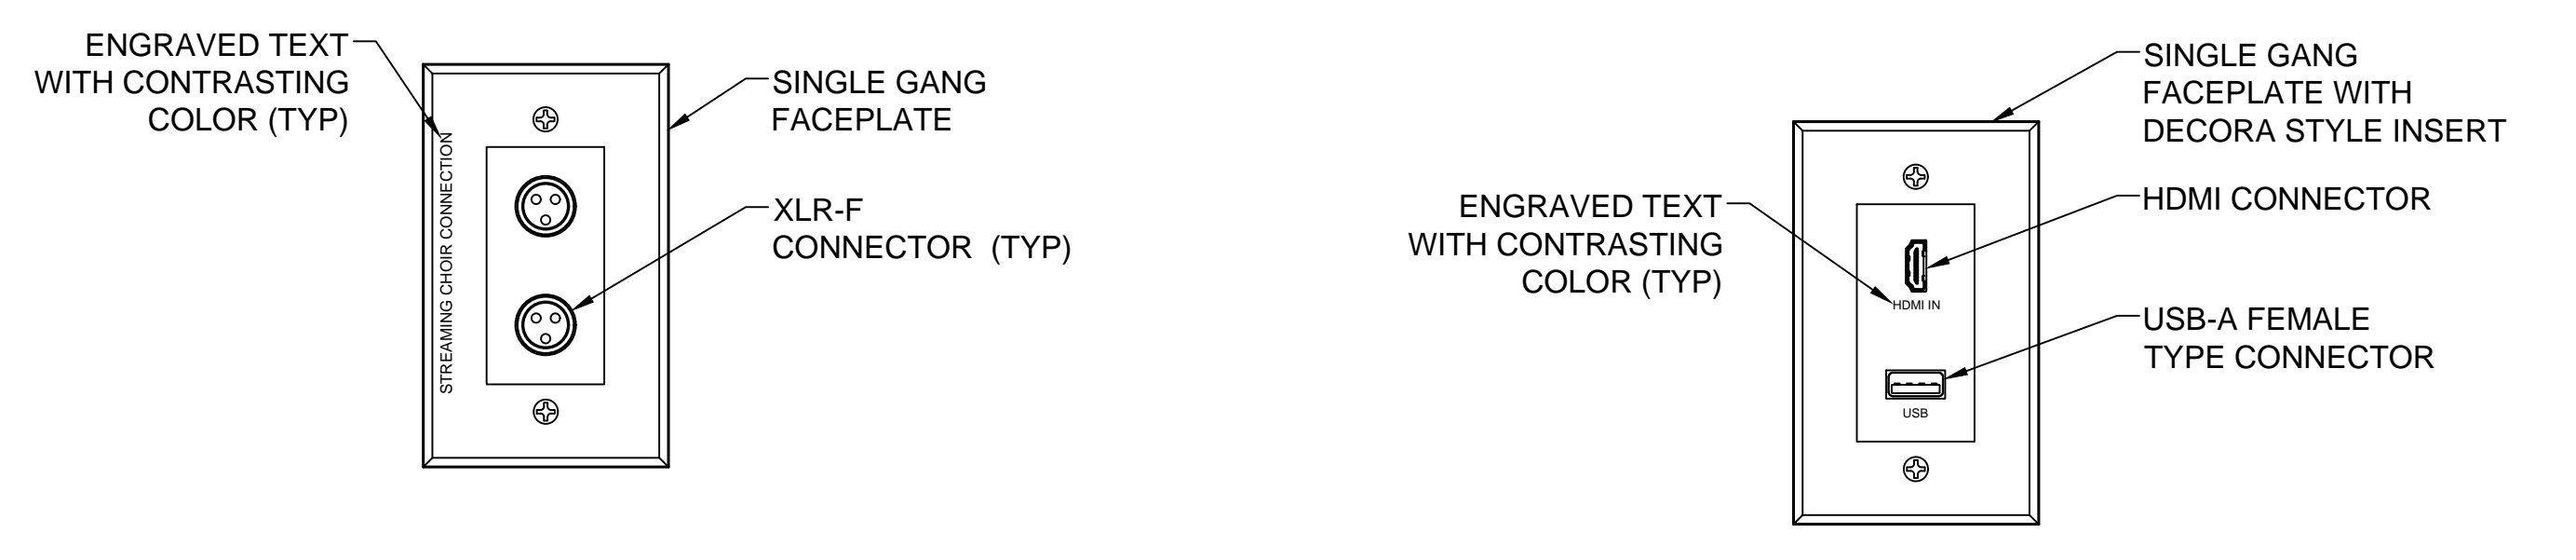 ENGRAVED TEXT
WITH CONTRASTING
COLOR (TYP)
STREAMING CHOIR CONNECTION
SINGLE GANG
FACEPLATE
XLR-F
CONNECTOR (TYP)
ENGRAVED TEXT
WITH CONTRASTING
COLOR (TYP)
HDMI IN
USB
SINGLE GANG
FACEPLATE WITH
DECORA STYLE INSERT
HDMI CONNECTOR
USB-A FEMALE
TYPE CONNECTOR